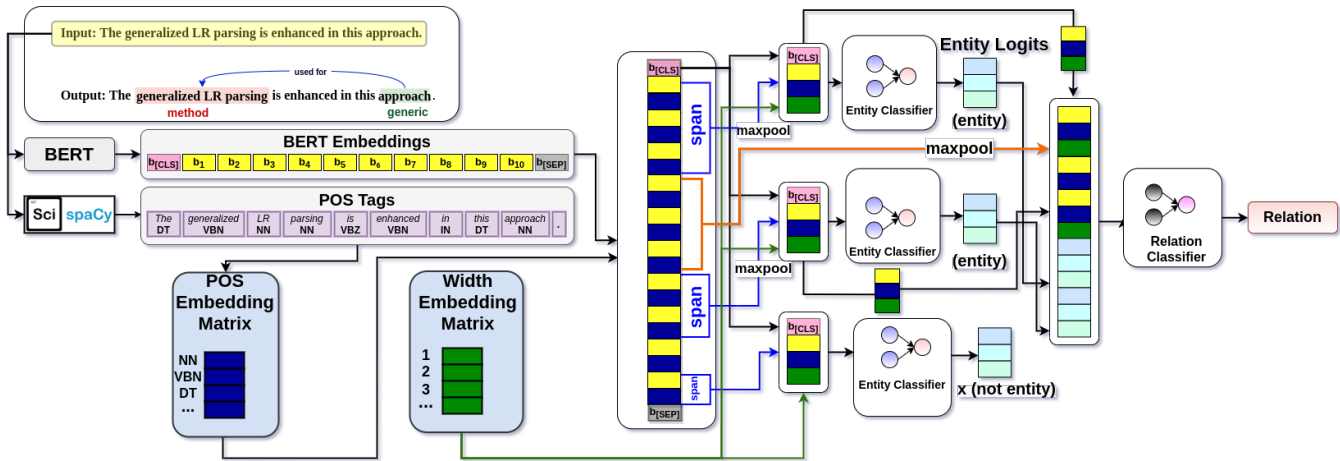 Input: The generalized LR parsing is enhanced in this approach.
used for
Output: The generalized LR parsing is enhanced in this approach.
method
generic
BERT
BERT Embeddings
b[CLS] b1 b2 b3 b4 b5 b6 b7 b8 b9 b10 b[SEP]
Sci spaCy
POS Tags
The generalized LR parsing is enhanced in this approach .
DT VBN NN NN VBZ VBN IN DT NN
POS
Embedding
Matrix
NN
VBN
DT
...
Width
Embedding
Matrix
1
2
3
...
b[CLS]
span
span
span
b[SEP]
maxpool
maxpool
maxpool
b[CLS]
Entity Classifier
Entity Logits
(entity)
b[CLS]
Entity Classifier
(entity)
b[CLS]
Entity Classifier
x (not entity)
Relation
Classifier
Relation